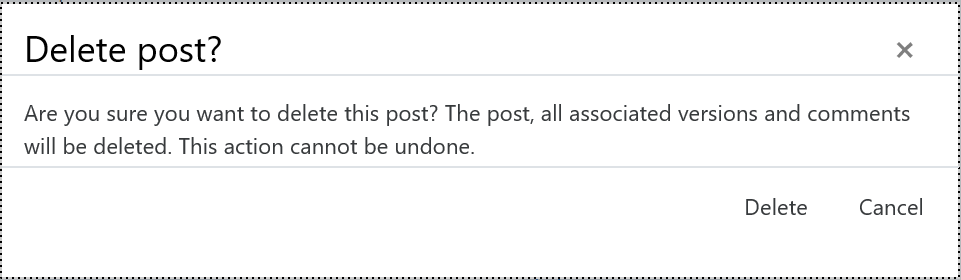 Delete post?
Are you sure you want to delete this post? The post, all associated versions and comments
will be deleted. This action cannot be undone.
Delete Cancel